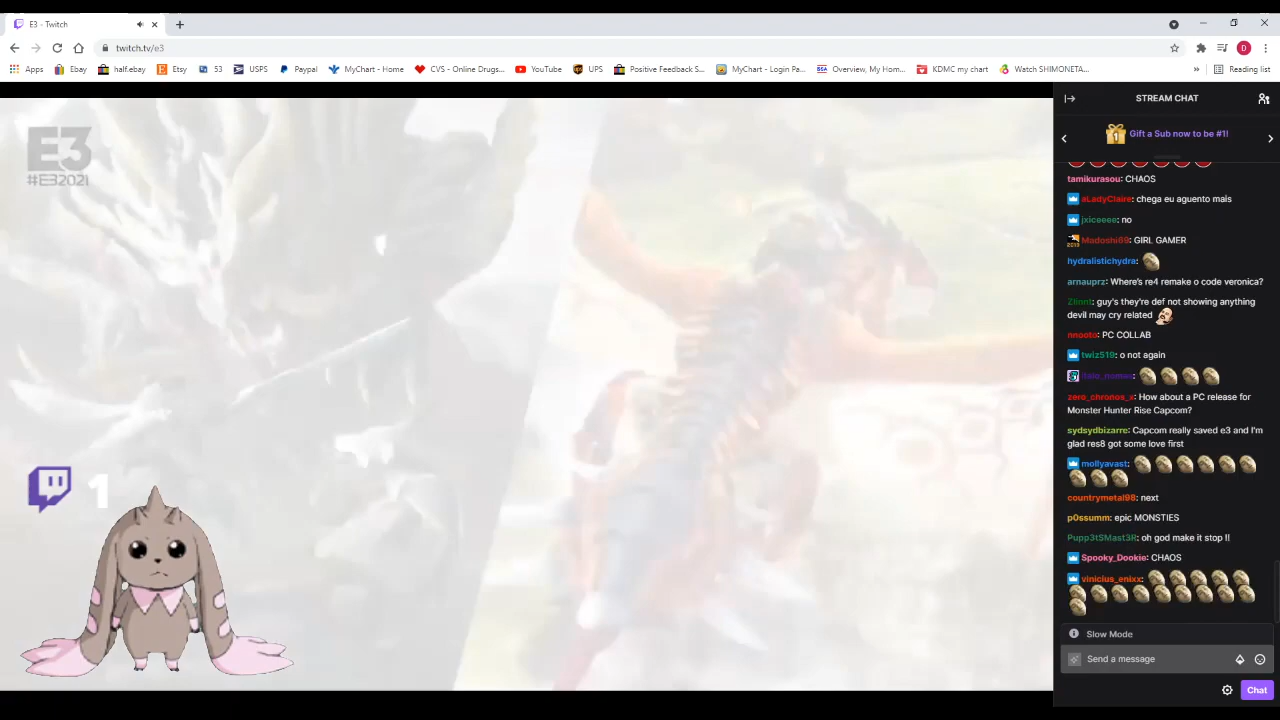 E3 - Twitch
twitch.tv/e3
Apps
Ebay
half.ebay
Etsy
53
USPS
Paypal
MyChart - Home
CVS - Online Drugs...
YouTube
UPS
Positive Feedback S...
MyChart - Login Pa...
Overview, My Hom...
KDMC my chart
Watch SHIMONETA...
»
Reading list
E3
#E32021
1
STREAM CHAT
1
Gift a Sub now to be #1!
tamikurasou: CHAOS
aLadyClaire: chega eu aguento mais
jxiceeee: no
Madoshi69: GIRL GAMER
hydralistichydra:
arnauprz: Where's re4 remake o code veronica?
Zlinnt: guy's they're def not showing anything
devil may cry related
nnooto: PC COLLAB
twiz519: o not again
zero_chronos_x: How about a PC release for
Monster Hunter Rise Capcom?
sydsydbizarre: Capcom really saved e3 and I'm
glad res8 got some love first
mollyavast:
countrymetal98: next
p0ssumm: epic MONSTIES
Pupp3tSMast3R: oh god make it stop !!
Spooky_Dookie: CHAOS
vinicius_enixx:
Slow Mode
Send a message
Chat